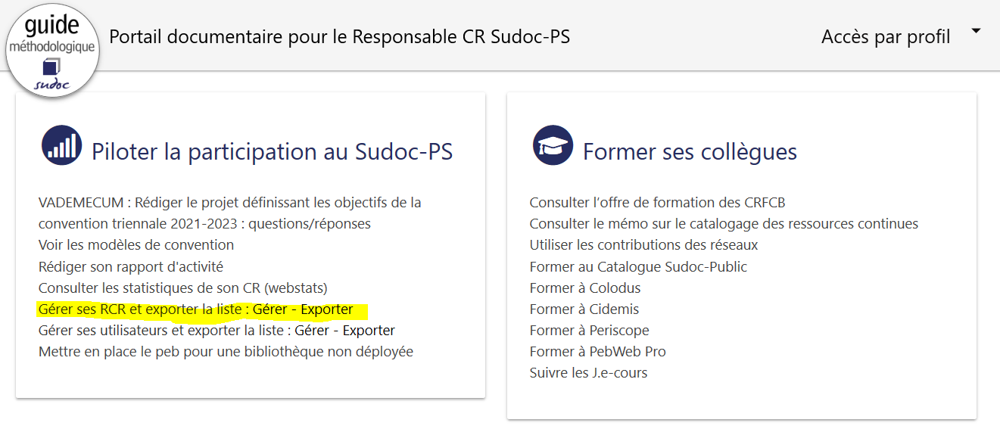 guide
méthodologique
sudoc
Portail documentaire pour le Responsable CR Sudoc-PS
Accès par profil
Piloter la participation au Sudoc-PS
VADEMECUM : Rédiger le projet définissant les objectifs de la
convention triennale 2021-2023 : questions/réponses
Voir les modèles de convention
Rédiger son rapport d'activité
Consulter les statistiques de son CR (webstats)
Gérer ses RCR et exporter la liste : Gérer - Exporter
Gérer ses utilisateurs et exporter la liste : Gérer - Exporter
Mettre en place le peb pour une bibliothèque non déployée
Former ses collègues
Consulter l’offre de formation des CRFCB
Consulter le mémo sur le catalogage des ressources continues
Utiliser les contributions des réseaux
Former au Catalogue Sudoc-Public
Former à Colodus
Former à Cidemis
Former à Periscope
Former à PebWeb Pro
Suivre les J.e-cours